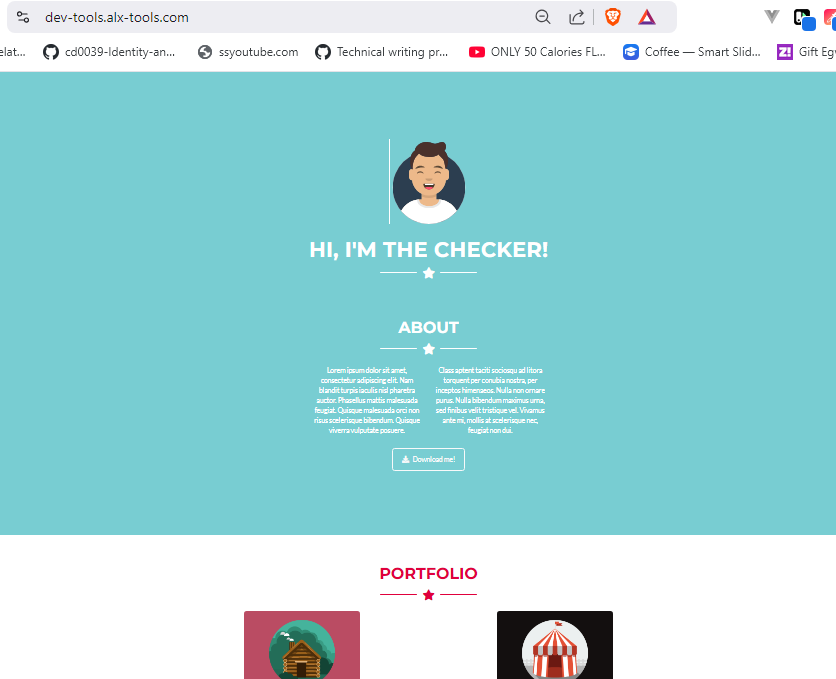 dev-tools.alx-tools.com
elat...
cd0039-Identity-an...
ssyoutube.com
Technical writing pr...
ONLY 50 Calories FL...
Coffee — Smart Slid...
Z!
Gift Eg
HI, I'M THE CHECKER!
ABOUT
Lorem ipsum dolor sit amet,
consectetur adipiscing elit. Nam
blandit turpis iaculis nisl pharetra
auctor. Phasellus mattis malesuada
feugiat. Quisque malesuada orci non
risus scelerisque bibendum. Quisque
viverra vulputate posuere.
Class aptent taciti sociosqu ad litora
torquent per conubia nostra, per
inceptos himenaeos. Nulla non ornare
purus. Nulla bibendum maximus urna,
sed finibus velit tristique vel. Vivamus
ante mi, mollis at scelerisque nec,
feugiat non dui.
Download me!
PORTFOLIO